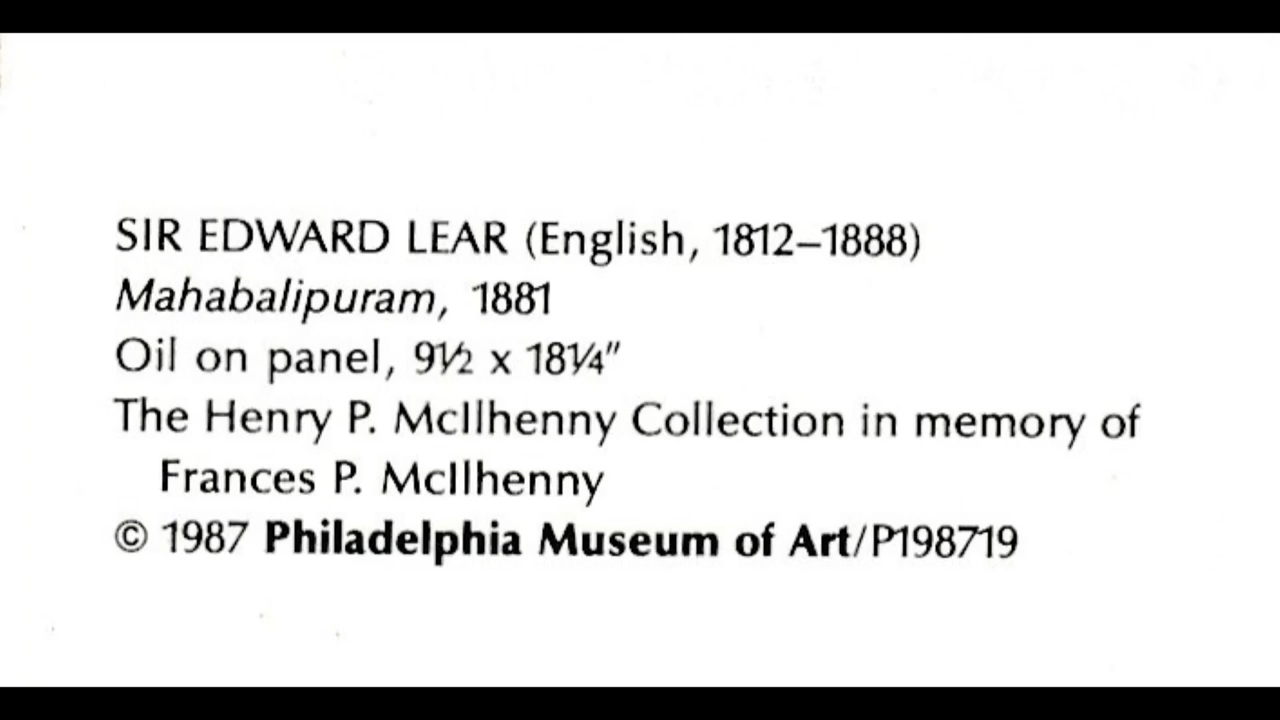 SIR EDWARD LEAR (English, 1812–1888)
Mahabalipuram, 1881
Oil on panel, 9½ x 18¼"
The Henry P. McIlhenny Collection in memory of
Frances P. McIlhenny
© 1987 Philadelphia Museum of Art/P198719